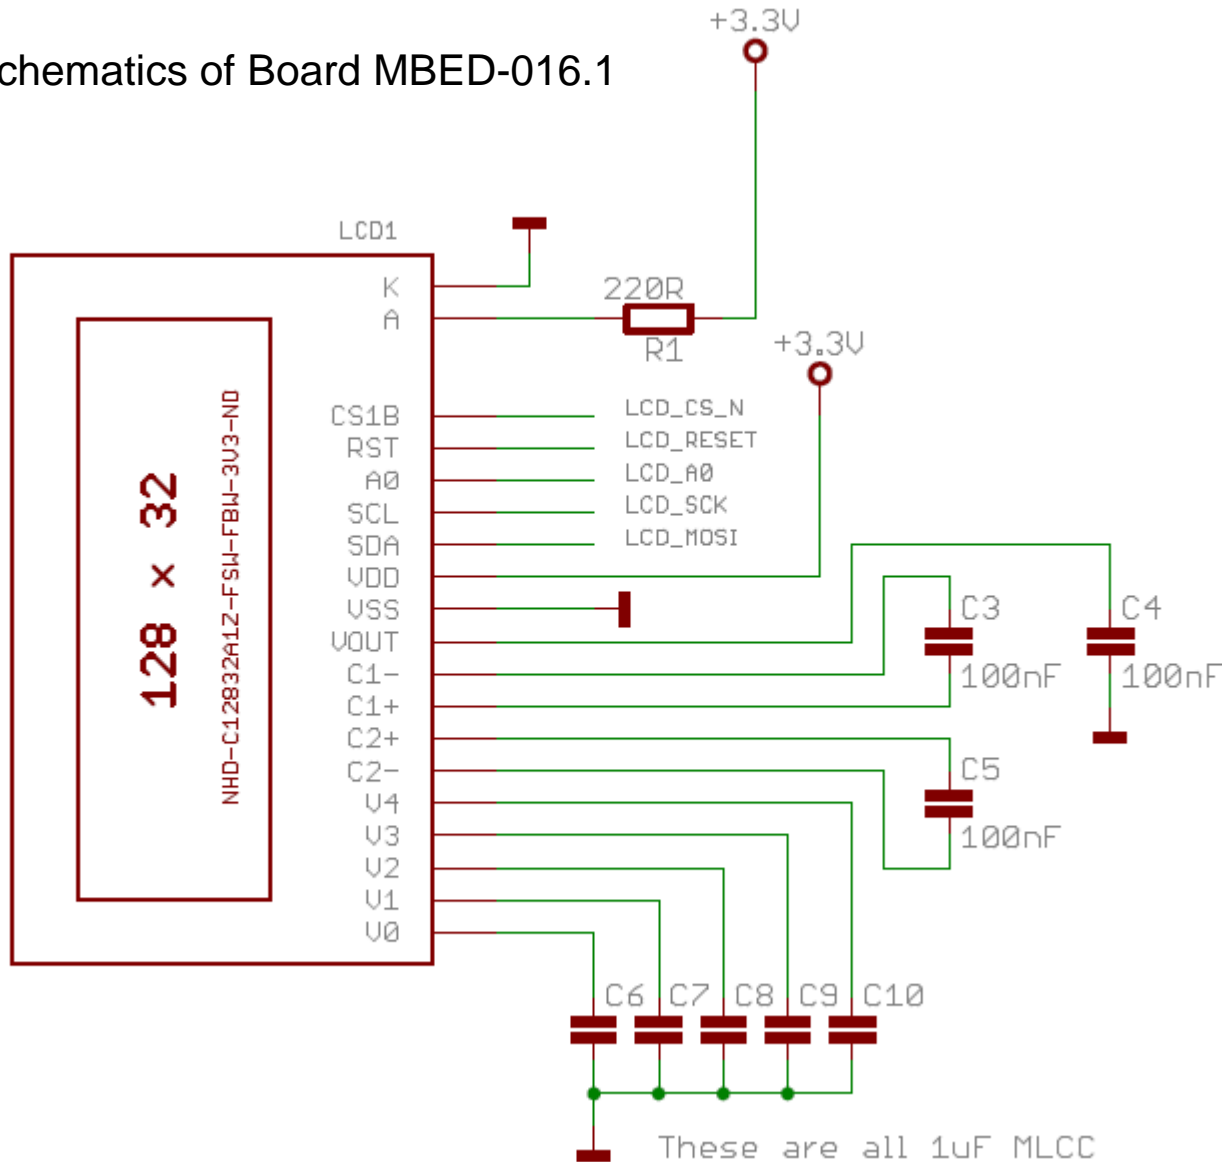 +3.3V
chematics of Board MBED-016.1
LCD1
K
220R
A
R1
+3.3V
CS1B LCD_CS_N
RST LCD_RESET
A0 LCD_A0
SCL LCD_SCK
SDA LCD_MOSI
VDD
VSS
C3 C4
VOUT
C1- 100nF 100nF
C1+
C2+
C2- C5
V4
V3 100nF
V2
V1
V0
128 × 32
NHD-C12832A1Z-FSW-FBW-3V3-ND
C6 C7 C8 C9 C10
These are all 1uF MLCC